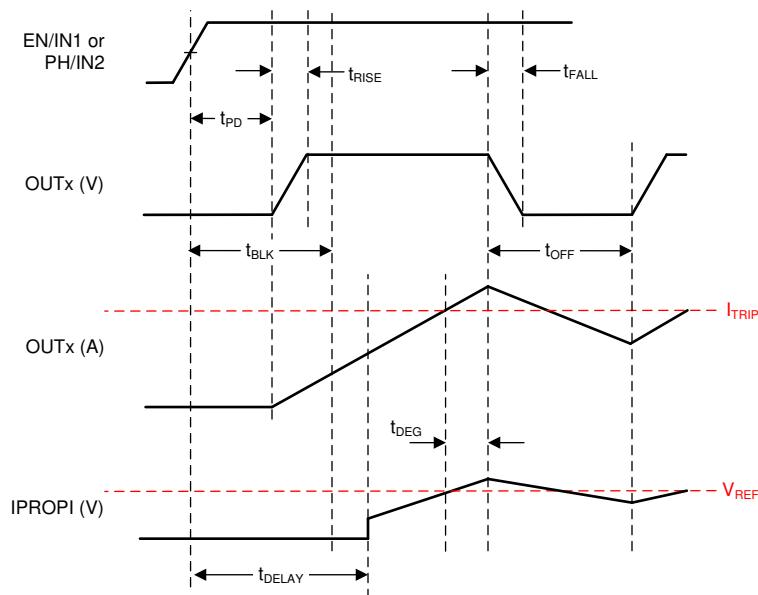 EN/IN1 or
PH/IN2
tRISE
tFALL
tPD
OUTx (V)
tBLK
tOFF
ITRIP
OUTx (A)
tDEG
IPROPI (V)
VREF
tDELAY